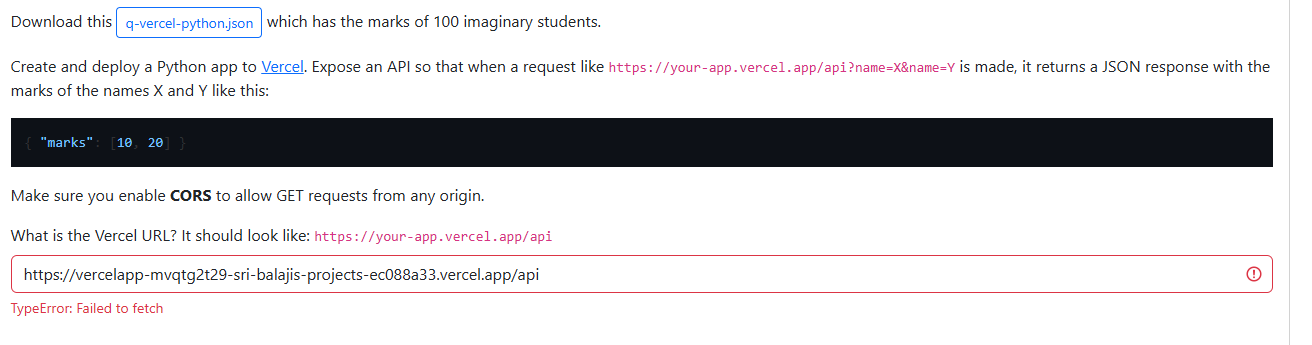 Download this q-vercel-python.json which has the marks of 100 imaginary students.
Create and deploy a Python app to Vercel. Expose an API so that when a request like https://your-app.vercel.app/api?name=X&name=Y is made, it returns a JSON response with the
marks of the names X and Y like this:
{ "marks": [10, 20] }
Make sure you enable CORS to allow GET requests from any origin.
What is the Vercel URL? It should look like: https://your-app.vercel.app/api
https://vercelapp-mvqtg2t29-sri-balajis-projects-ec088a33.vercel.app/api
TypeError: Failed to fetch